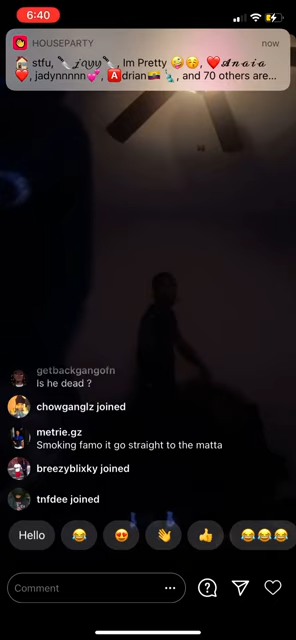 6:40
HOUSEPARTY
now
🏠 stfu, 🔪𝓳𝓪𝔂𝔂🔪, Im Pretty 🤪😚, ❤️𝓐𝓷𝓪𝓲𝓪
❤️, jadynnnnn💞, 🅰️drian🇪🇨🗽, and 70 others are...
getbackgangofn
Is he dead ?
chowganglz joined
metrie.gz
Smoking famo it go straight to the matta
breezyblixky joined
tnfdee joined
Hello
Comment